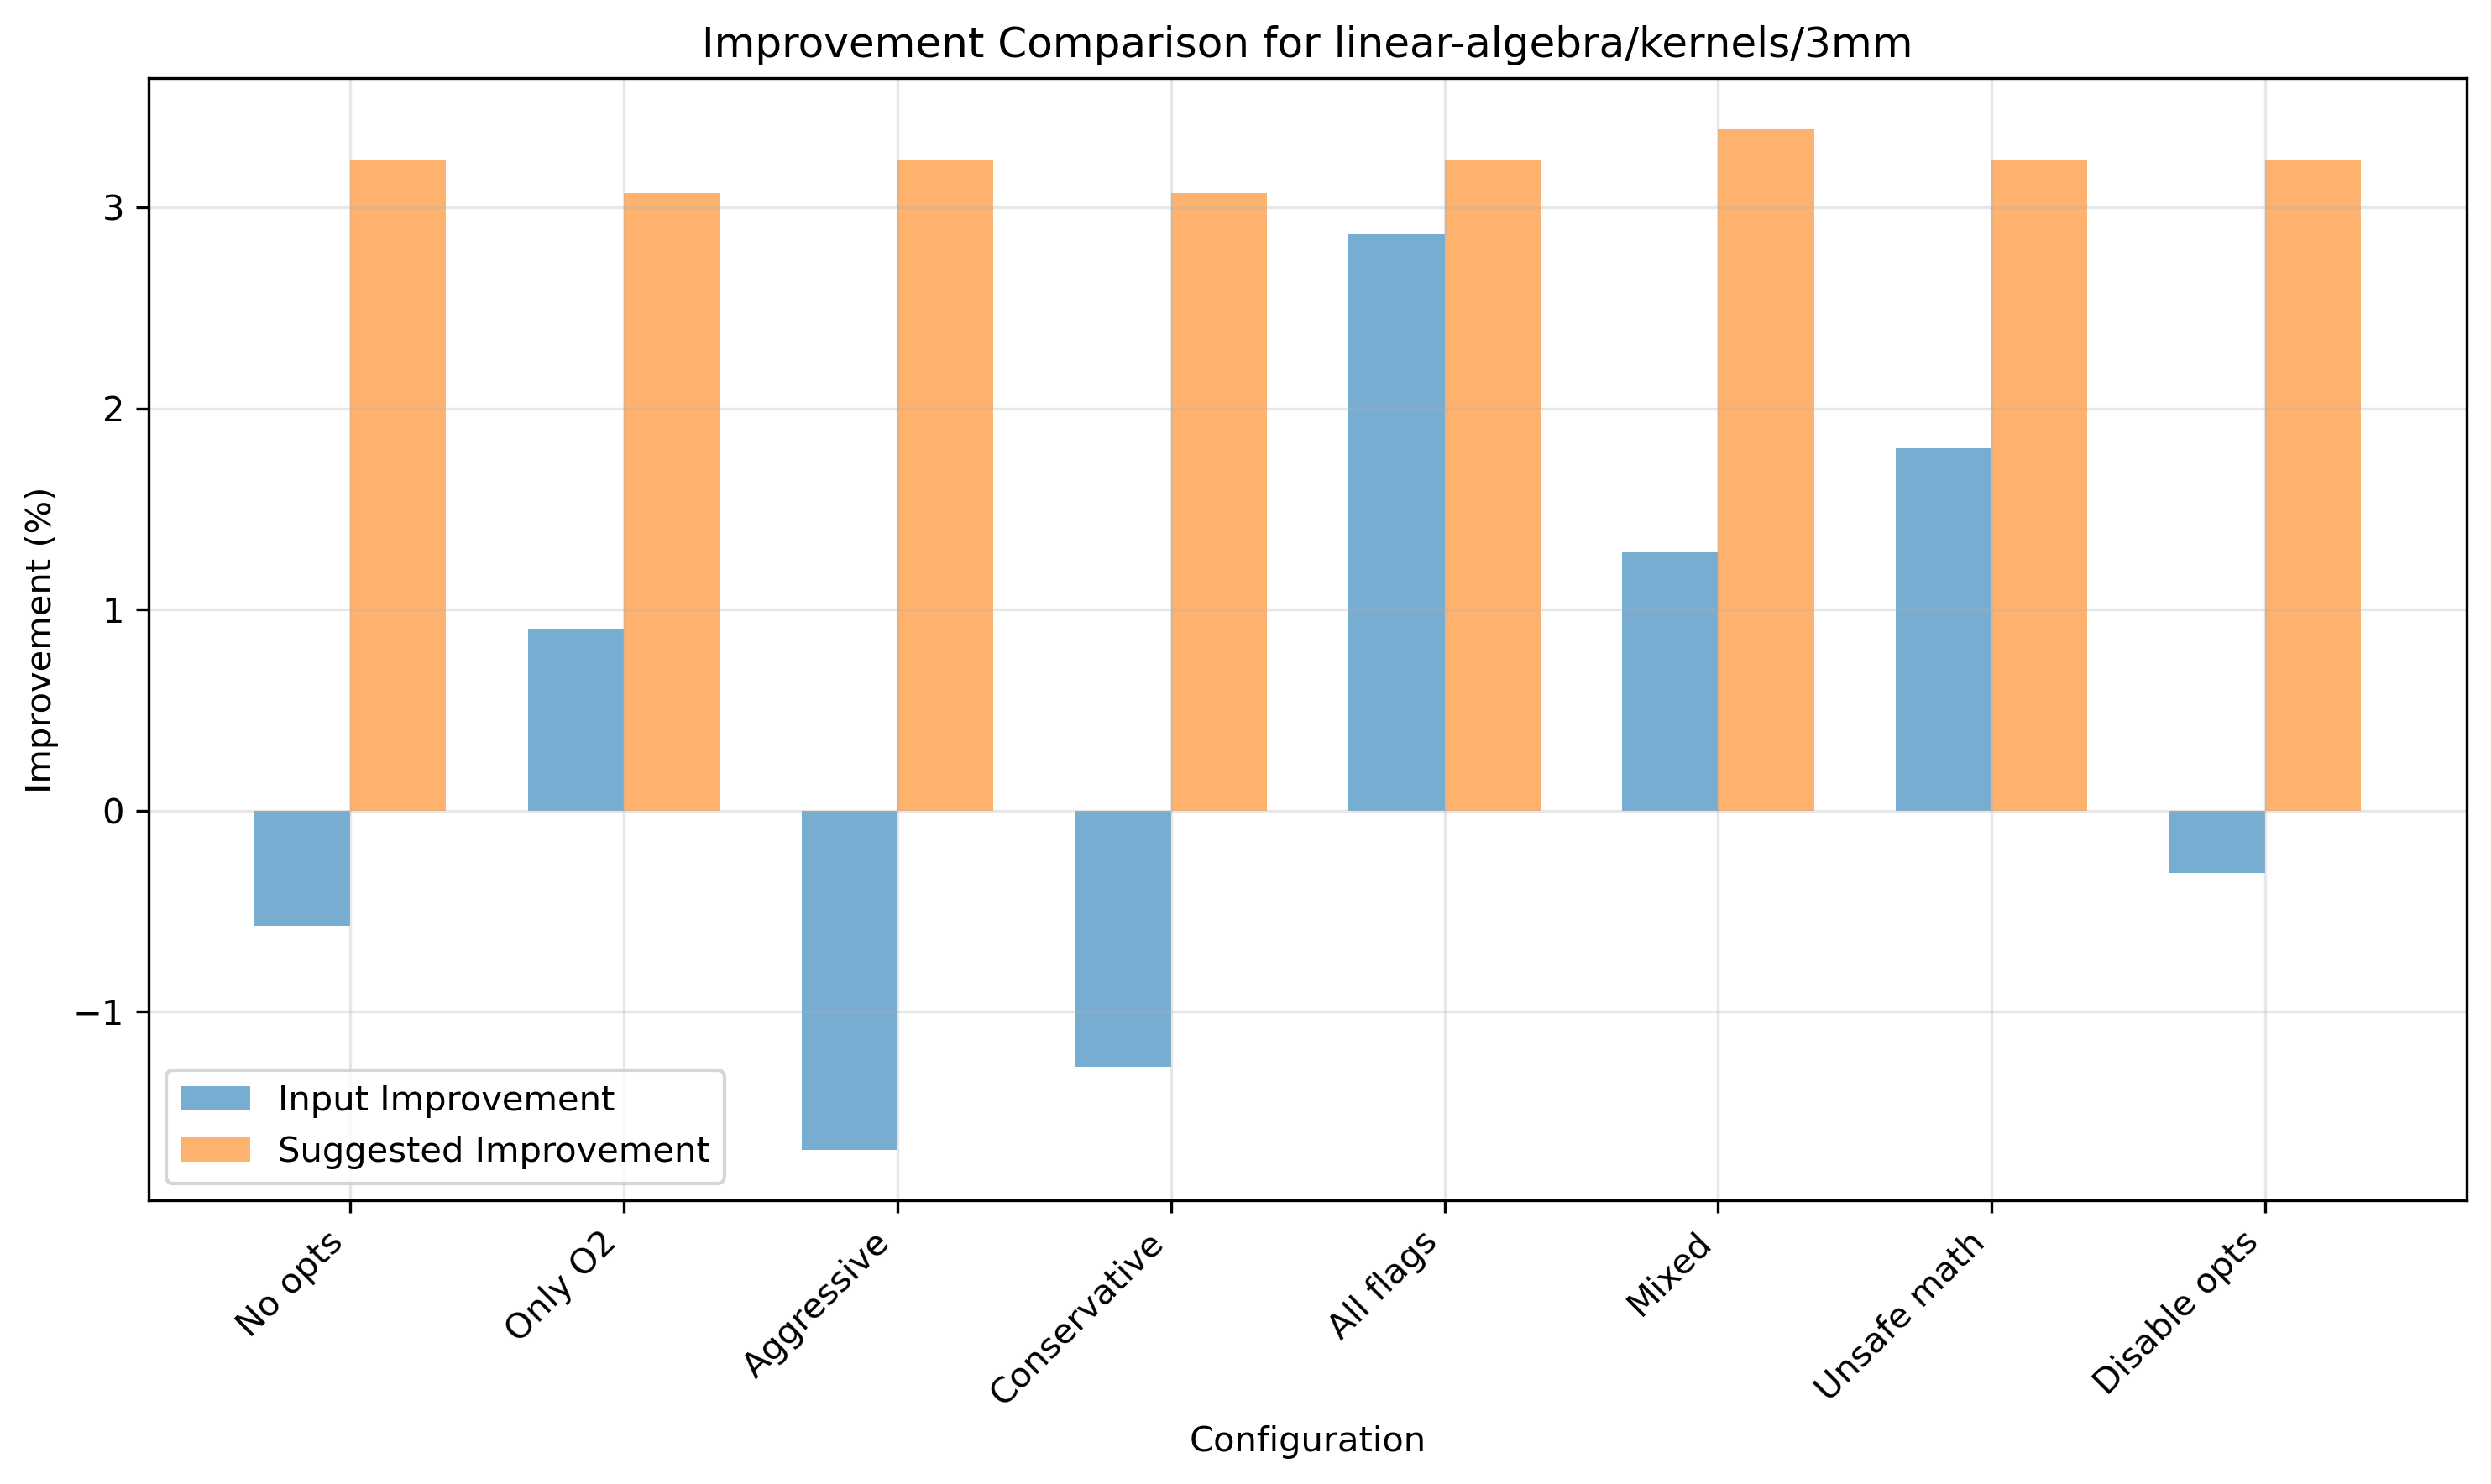 Improvement Comparison for linear-algebra/kernels/3mm
Improvement (%)
3
2
1
0
−1
Input Improvement
Suggested Improvement
No opts
Only O2
Aggressive
Conservative
All flags
Mixed
Unsafe math
Disable opts
Configuration